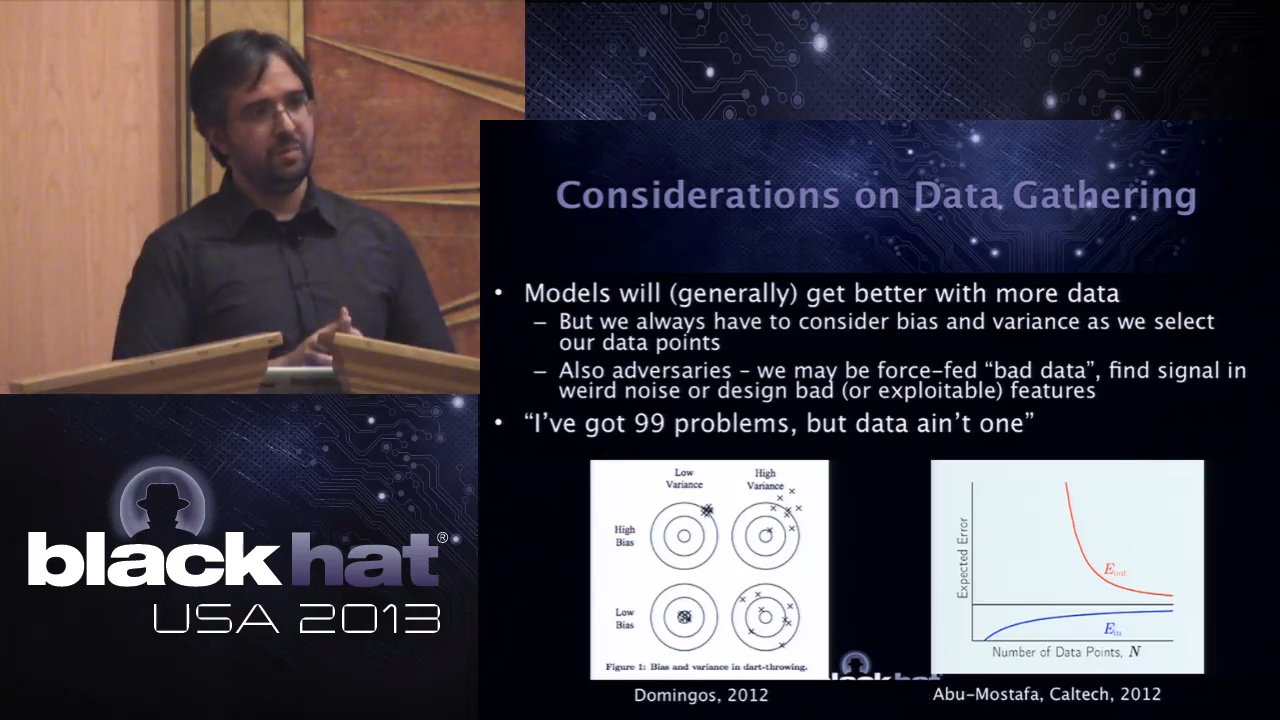 Considerations on Data Gathering
• Models will (generally) get better with more data
– But we always have to consider bias and variance as we select
our data points
– Also adversaries – we may be force-fed “bad data”, find signal in
weird noise or design bad (or exploitable) features
• “I’ve got 99 problems, but data ain’t one”
Low
Variance
High
Variance
High
Bias
Low
Bias
Figure 1: Bias and variance in dart-throwing.
Domingos, 2012
Expected Error
Eout
Ein
Number of Data Points, N
Abu-Mostafa, Caltech, 2012
black hat®
USA 2013
black hat